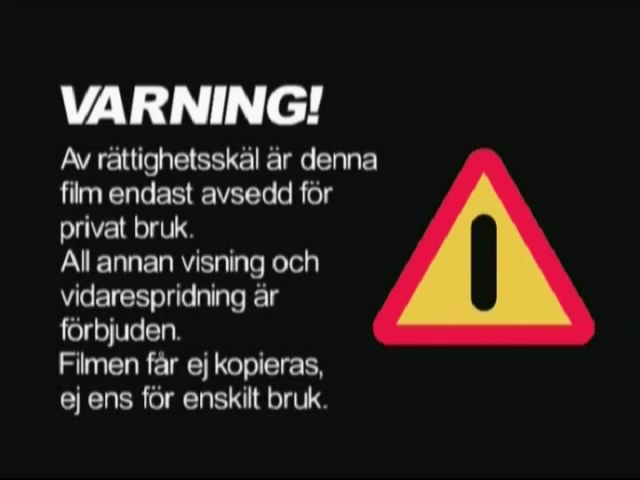 VARNING!
Av rättighetsskäl är denna
film endast avsedd för
privat bruk.
All annan visning och
vidarespridning är
förbjuden.
Filmen får ej kopieras,
ej ens för enskilt bruk.